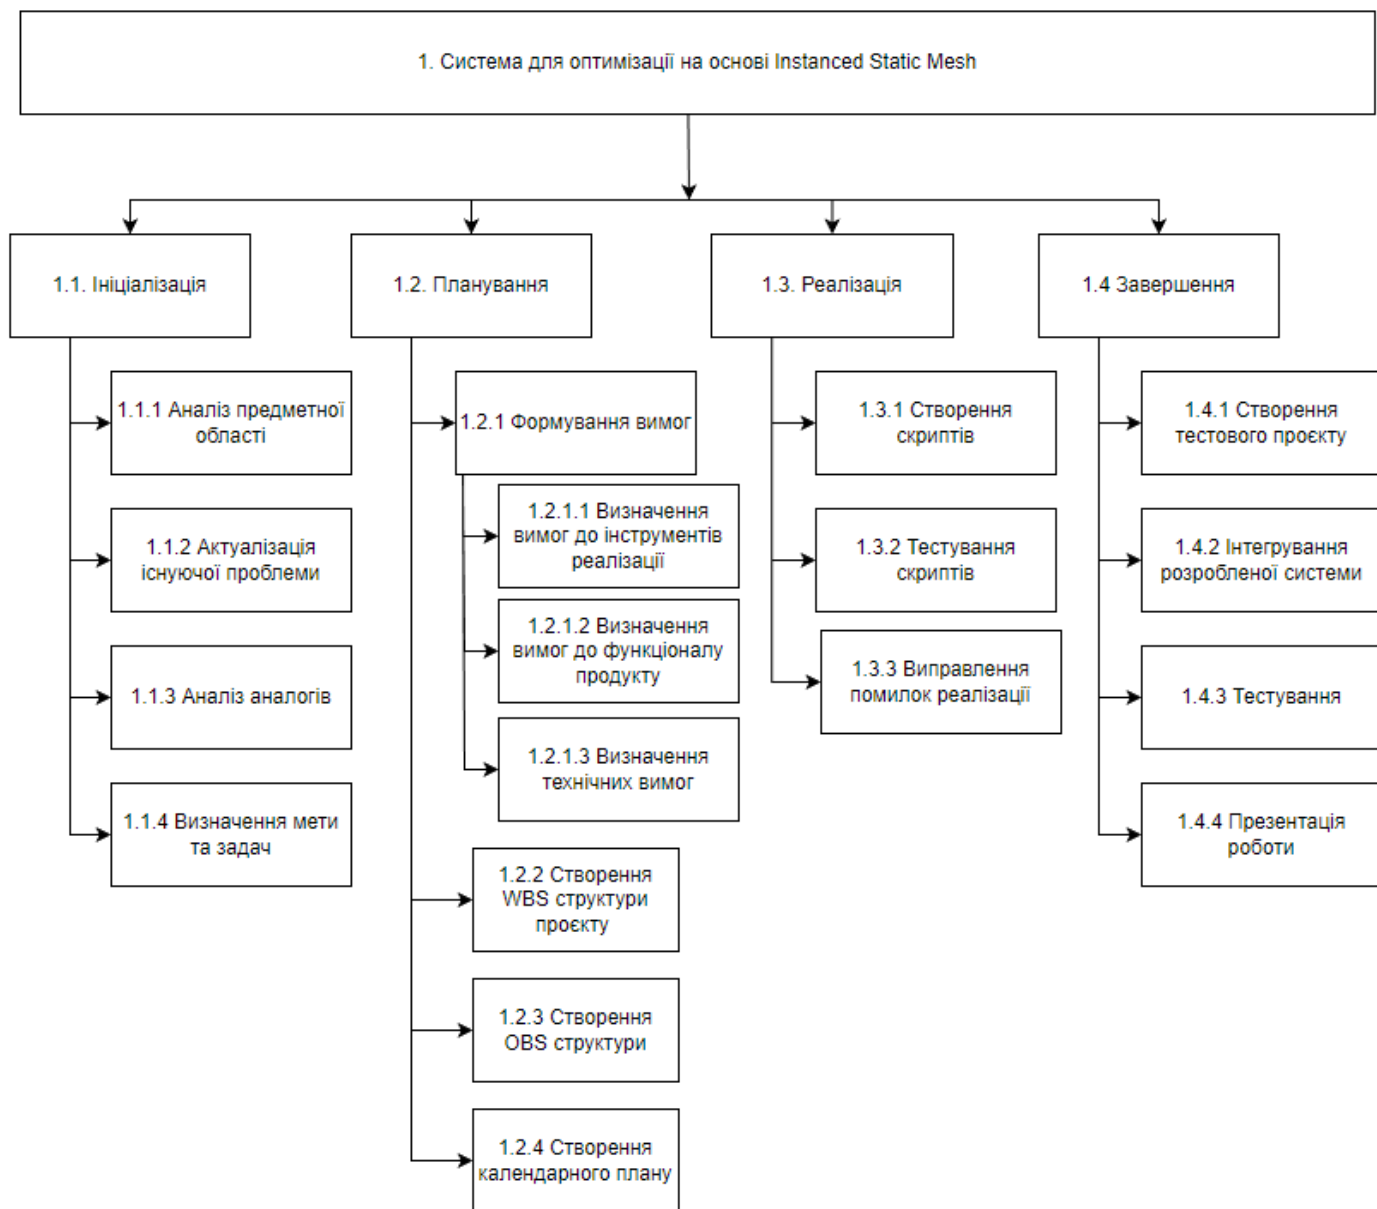 1. Система для оптимізації на основі Instanced Static Mesh
1.1. Ініціалізація
1.2. Планування
1.3. Реалізація
1.4 Завершення
1.1.1 Аналіз предметної
області
1.1.2 Актуалізація
існуючої проблеми
1.1.3 Аналіз аналогів
1.1.4 Визначення мети
та задач
1.2.1 Формування вимог
1.2.1.1 Визначення
вимог до інструментів
реалізації
1.2.1.2 Визначення
вимог до функціоналу
продукту
1.2.1.3 Визначення
технічних вимог
1.2.2 Створення
WBS структури
проєкту
1.2.3 Створення
OBS структури
1.2.4 Створення
календарного плану
1.3.1 Створення
скриптів
1.3.2 Тестування
скриптів
1.3.3 Виправлення
помилок реалізації
1.4.1 Створення
тестового проєкту
1.4.2 Інтегрування
розробленої системи
1.4.3 Тестування
1.4.4 Презентація
роботи